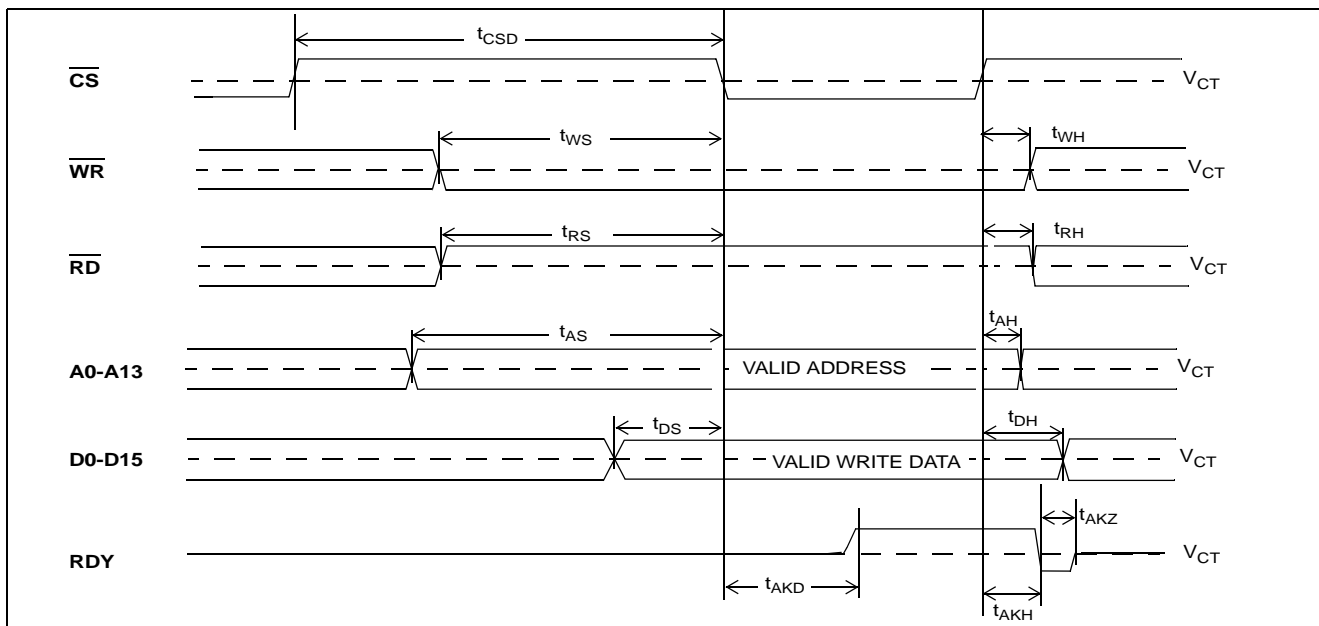 tCSD
CS VCT
tWS tWH
WR VCT
tRS tRH
RD VCT
tAS tAH
A0-A13 VALID ADDRESS VCT
tDS tDH
D0-D15 VALID WRITE DATA VCT
tAKZ
RDY VCT
tAKD
tAKH